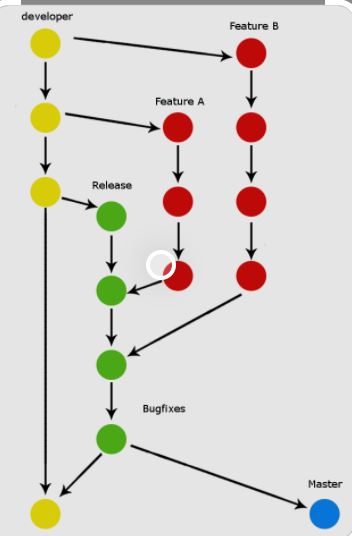 developer
Feature B
Feature A
Release
Bugfixes
Master